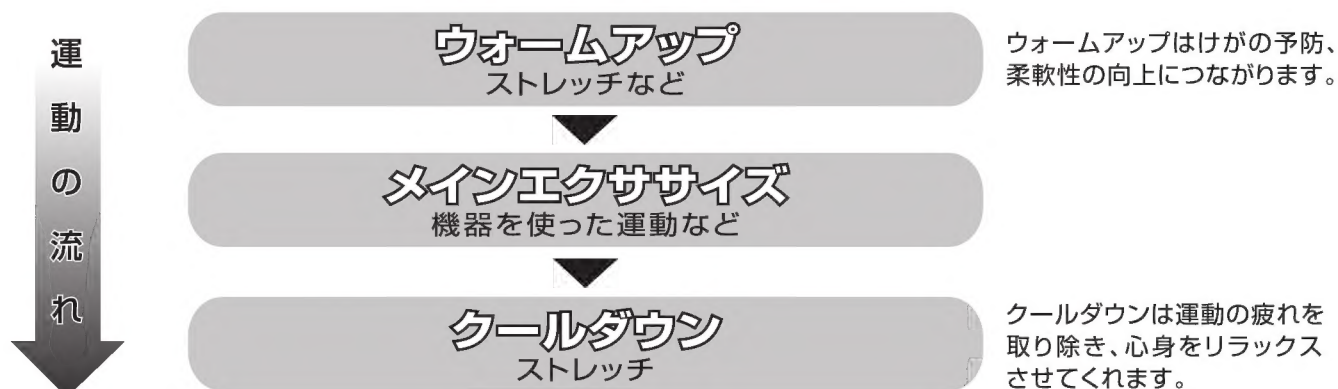 運動の流れ
ウォームアップ
ストレッチなど
ウォームアップはけがの予防、
柔軟性の向上につながります。
メインエクササイズ
機器を使った運動など
クールダウン
ストレッチ
クールダウンは運動の疲れを
取り除き、心身をリラックス
させてくれます。